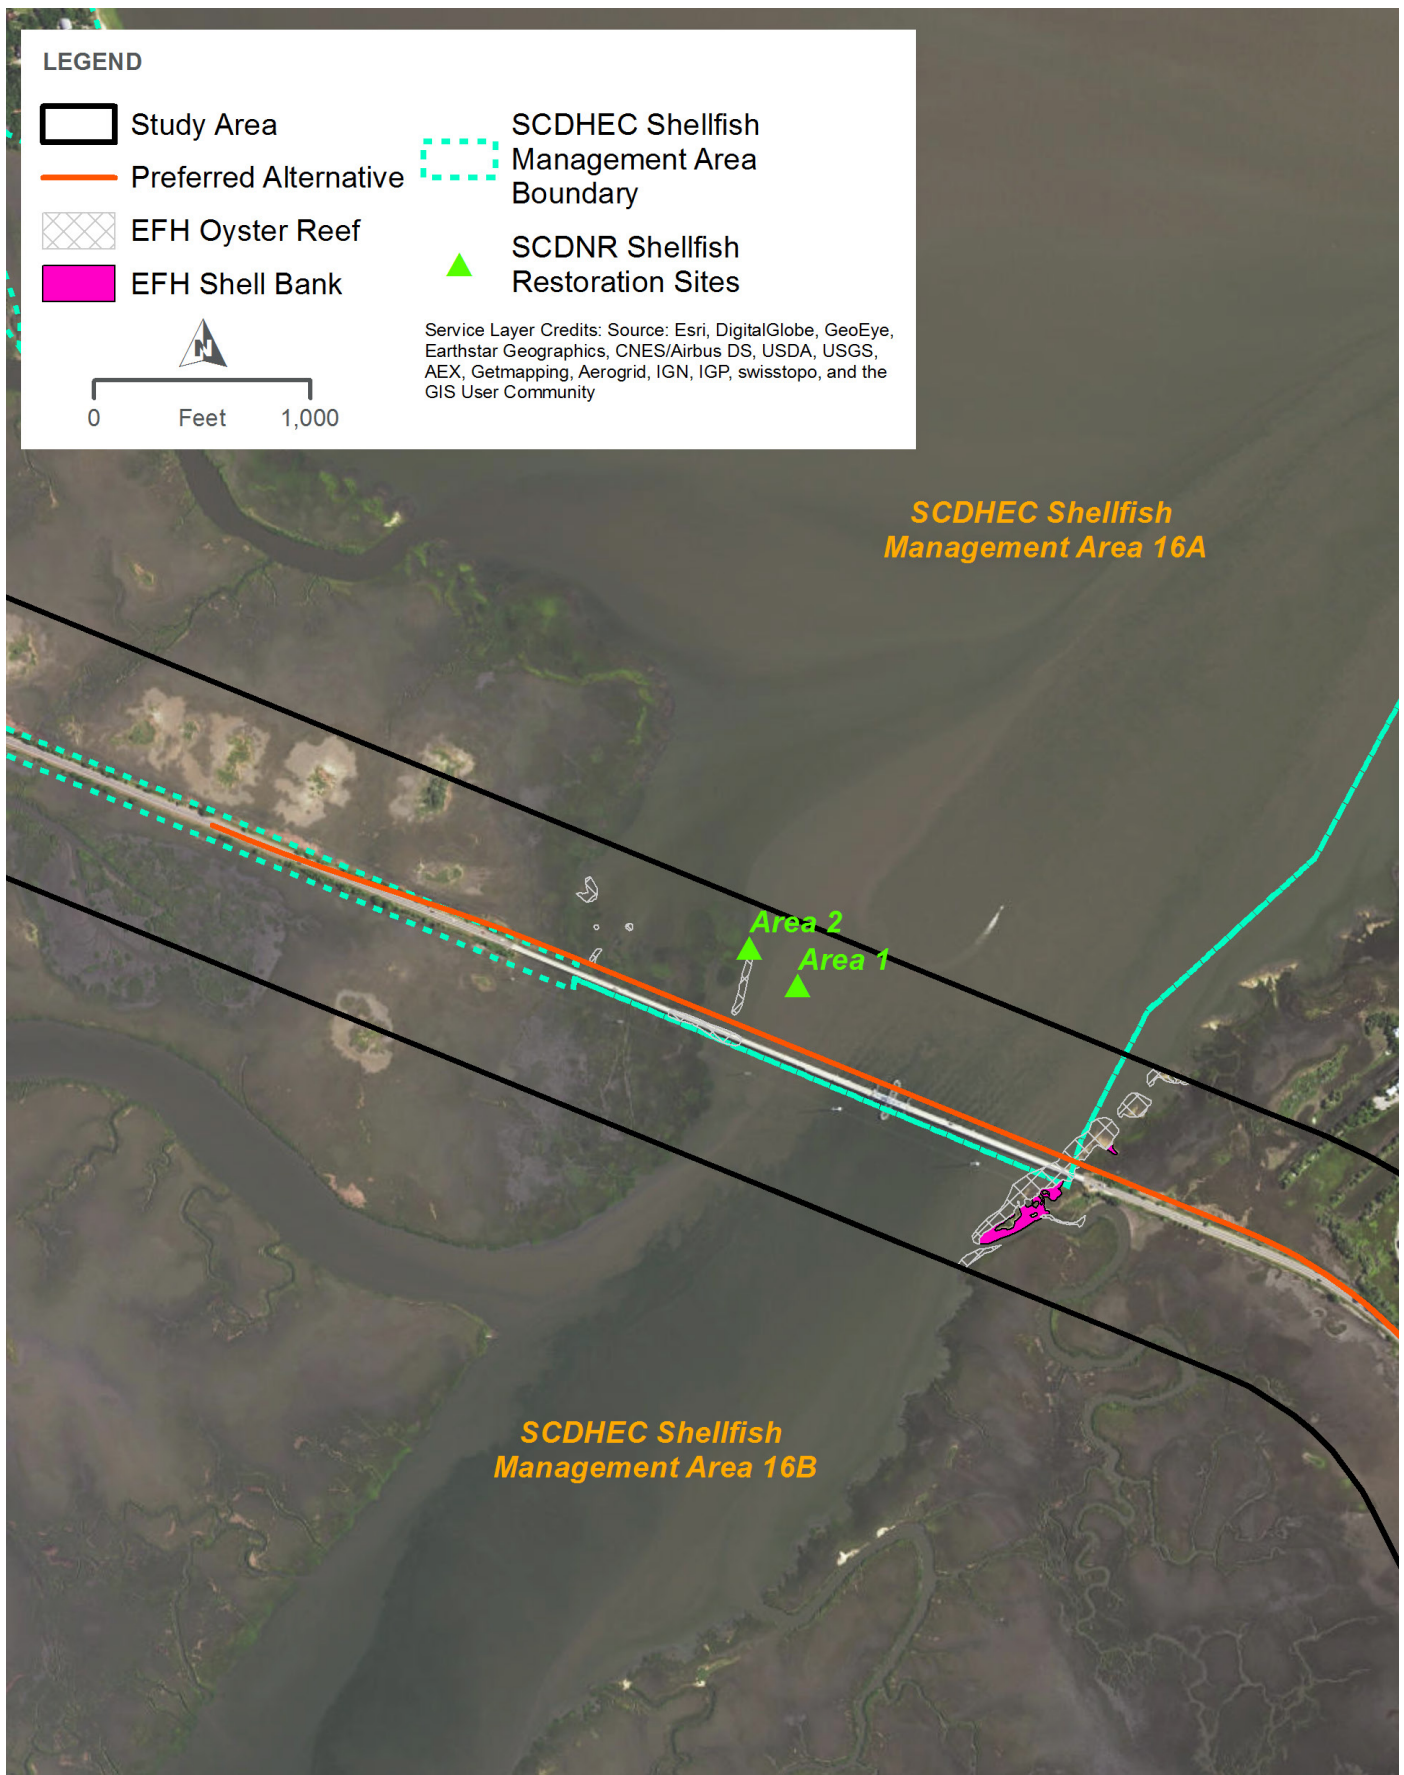 LEGEND
Study Area
Preferred Alternative
EFH Oyster Reef
EFH Shell Bank
N
0 Feet 1,000
SCDHEC Shellfish
Management Area
Boundary
SCDNR Shellfish
Restoration Sites
Service Layer Credits: Source: Esri, DigitalGlobe, GeoEye,
Earthstar Geographics, CNES/Airbus DS, USDA, USGS,
AEX, Getmapping, Aerogrid, IGN, IGP, swisstopo, and the
GIS User Community
SCDHEC Shellfish
Management Area 16A
Area 2
Area 1
SCDHEC Shellfish
Management Area 16B